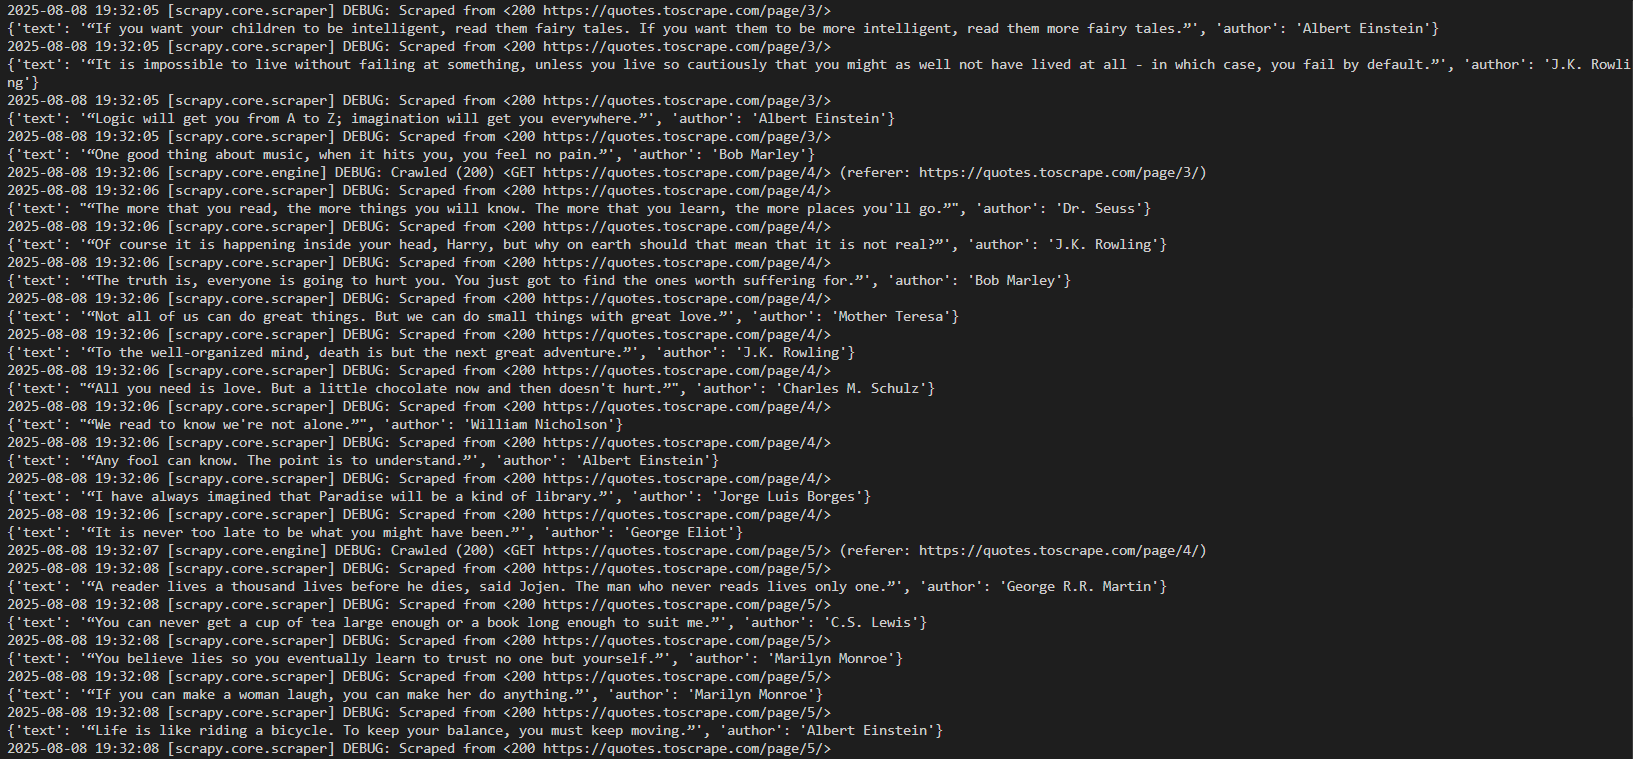 2025-08-08 19:32:05 [scrapy.core.scraper] DEBUG: Scraped from <200 https://quotes.toscrape.com/page/3/>
{'text': '“If you want your children to be intelligent, read them fairy tales. If you want them to be more intelligent, read them more fairy tales.”', 'author': 'Albert Einstein'}
2025-08-08 19:32:05 [scrapy.core.scraper] DEBUG: Scraped from <200 https://quotes.toscrape.com/page/3/>
{'text': '“It is impossible to live without failing at something, unless you live so cautiously that you might as well not have lived at all - in which case, you fail by default.”', 'author': 'J.K. Rowli
ng'}
2025-08-08 19:32:05 [scrapy.core.scraper] DEBUG: Scraped from <200 https://quotes.toscrape.com/page/3/>
{'text': '“Logic will get you from A to Z; imagination will get you everywhere.”', 'author': 'Albert Einstein'}
2025-08-08 19:32:05 [scrapy.core.scraper] DEBUG: Scraped from <200 https://quotes.toscrape.com/page/3/>
{'text': '“One good thing about music, when it hits you, you feel no pain.”', 'author': 'Bob Marley'}
2025-08-08 19:32:06 [scrapy.core.engine] DEBUG: Crawled (200) <GET https://quotes.toscrape.com/page/4/> (referer: https://quotes.toscrape.com/page/3/)
2025-08-08 19:32:06 [scrapy.core.scraper] DEBUG: Scraped from <200 https://quotes.toscrape.com/page/4/>
{'text': "“The more that you read, the more things you will know. The more that you learn, the more places you'll go.”", 'author': 'Dr. Seuss'}
2025-08-08 19:32:06 [scrapy.core.scraper] DEBUG: Scraped from <200 https://quotes.toscrape.com/page/4/>
{'text': '“Of course it is happening inside your head, Harry, but why on earth should that mean that it is not real?”', 'author': 'J.K. Rowling'}
2025-08-08 19:32:06 [scrapy.core.scraper] DEBUG: Scraped from <200 https://quotes.toscrape.com/page/4/>
{'text': '“The truth is, everyone is going to hurt you. You just got to find the ones worth suffering for.”', 'author': 'Bob Marley'}
2025-08-08 19:32:06 [scrapy.core.scraper] DEBUG: Scraped from <200 https://quotes.toscrape.com/page/4/>
{'text': '“Not all of us can do great things. But we can do small things with great love.”', 'author': 'Mother Teresa'}
2025-08-08 19:32:06 [scrapy.core.scraper] DEBUG: Scraped from <200 https://quotes.toscrape.com/page/4/>
{'text': '“To the well-organized mind, death is but the next great adventure.”', 'author': 'J.K. Rowling'}
2025-08-08 19:32:06 [scrapy.core.scraper] DEBUG: Scraped from <200 https://quotes.toscrape.com/page/4/>
{'text': "“All you need is love. But a little chocolate now and then doesn't hurt.”", 'author': 'Charles M. Schulz'}
2025-08-08 19:32:06 [scrapy.core.scraper] DEBUG: Scraped from <200 https://quotes.toscrape.com/page/4/>
{'text': "“We read to know we're not alone.”", 'author': 'William Nicholson'}
2025-08-08 19:32:06 [scrapy.core.scraper] DEBUG: Scraped from <200 https://quotes.toscrape.com/page/4/>
{'text': '“Any fool can know. The point is to understand.”', 'author': 'Albert Einstein'}
2025-08-08 19:32:06 [scrapy.core.scraper] DEBUG: Scraped from <200 https://quotes.toscrape.com/page/4/>
{'text': '“I have always imagined that Paradise will be a kind of library.”', 'author': 'Jorge Luis Borges'}
2025-08-08 19:32:06 [scrapy.core.scraper] DEBUG: Scraped from <200 https://quotes.toscrape.com/page/4/>
{'text': '“It is never too late to be what you might have been.”', 'author': 'George Eliot'}
2025-08-08 19:32:07 [scrapy.core.engine] DEBUG: Crawled (200) <GET https://quotes.toscrape.com/page/5/> (referer: https://quotes.toscrape.com/page/4/)
2025-08-08 19:32:08 [scrapy.core.scraper] DEBUG: Scraped from <200 https://quotes.toscrape.com/page/5/>
{'text': '“A reader lives a thousand lives before he dies, said Jojen. The man who never reads lives only one.”', 'author': 'George R.R. Martin'}
2025-08-08 19:32:08 [scrapy.core.scraper] DEBUG: Scraped from <200 https://quotes.toscrape.com/page/5/>
{'text': '“You can never get a cup of tea large enough or a book long enough to suit me.”', 'author': 'C.S. Lewis'}
2025-08-08 19:32:08 [scrapy.core.scraper] DEBUG: Scraped from <200 https://quotes.toscrape.com/page/5/>
{'text': '“You believe lies so you eventually learn to trust no one but yourself.”', 'author': 'Marilyn Monroe'}
2025-08-08 19:32:08 [scrapy.core.scraper] DEBUG: Scraped from <200 https://quotes.toscrape.com/page/5/>
{'text': '“If you can make a woman laugh, you can make her do anything.”', 'author': 'Marilyn Monroe'}
2025-08-08 19:32:08 [scrapy.core.scraper] DEBUG: Scraped from <200 https://quotes.toscrape.com/page/5/>
{'text': '“Life is like riding a bicycle. To keep your balance, you must keep moving.”', 'author': 'Albert Einstein'}
2025-08-08 19:32:08 [scrapy.core.scraper] DEBUG: Scraped from <200 https://quotes.toscrape.com/page/5/>